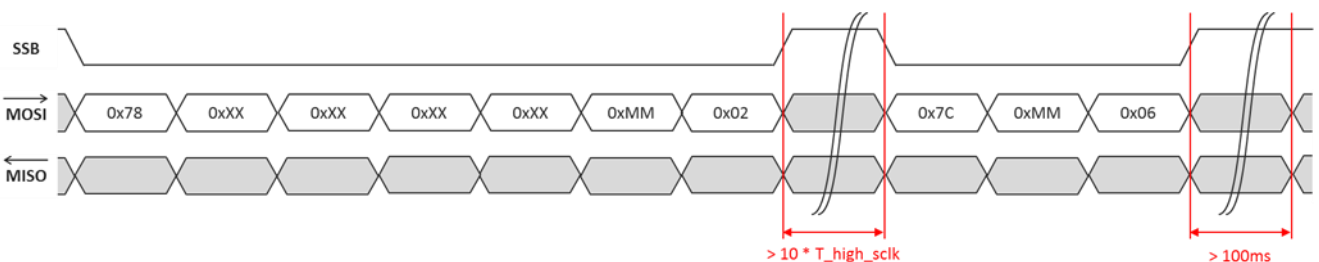 SSB
MOSI 0x78 0xXX 0xXX 0xXX 0xXX 0xMM 0x02 0x7C 0xMM 0x06
MISO
> 10 * T_high_sclk > 100ms